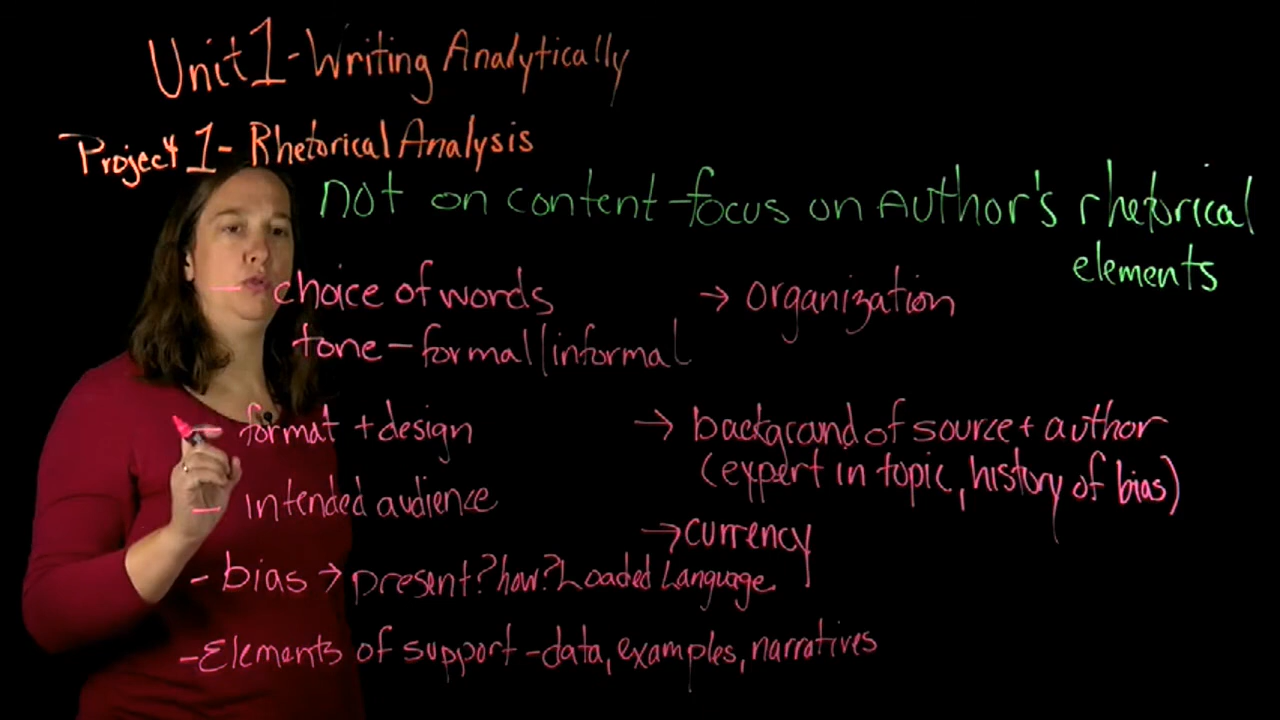 Unit 1 - Writing Analytically
Project 1 - Rhetorical Analysis
not on content - focus on Author's rhetorical
elements
- choice of words
→ organization
tone - formal/informal
- format + design
→ background of source + author
(expert in topic, history of bias)
- intended audience
→ currency
- bias → present? how? Loaded Language
- Elements of support - data, examples, narratives